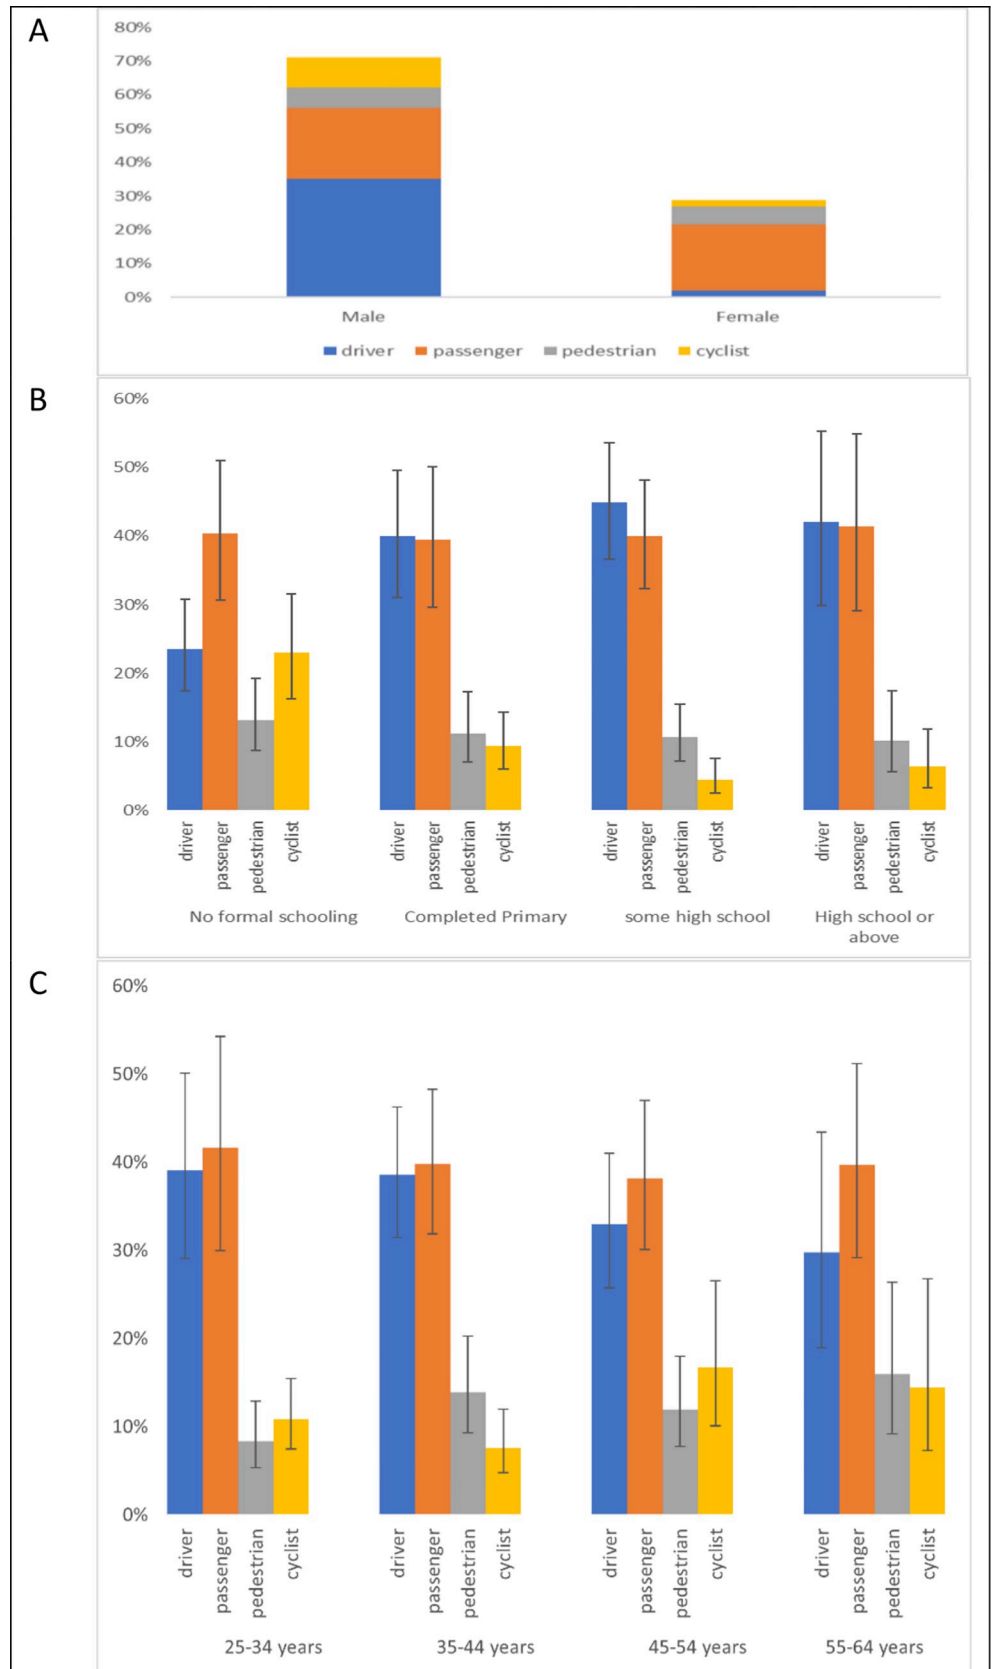 A
80%
70%
60%
50%
40%
30%
20%
10%
0%
Male Female
driver passenger pedestrian cyclist
B
60%
50%
40%
30%
20%
10%
0%
driver passenger pedestrian cyclist driver passenger pedestrian cyclist driver passenger pedestrian cyclist driver passenger pedestrian cyclist
No formal schooling Completed Primary some high school High school or
above
C
60%
50%
40%
30%
20%
10%
0%
driver passenger pedestrian cyclist driver passenger pedestrian cyclist driver passenger pedestrian cyclist driver passenger pedestrian cyclist
25-34 years 35-44 years 45-54 years 55-64 years